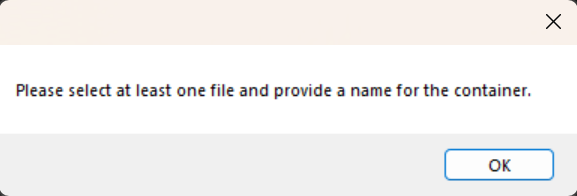 Please select at least one file and provide a name for the container.
OK